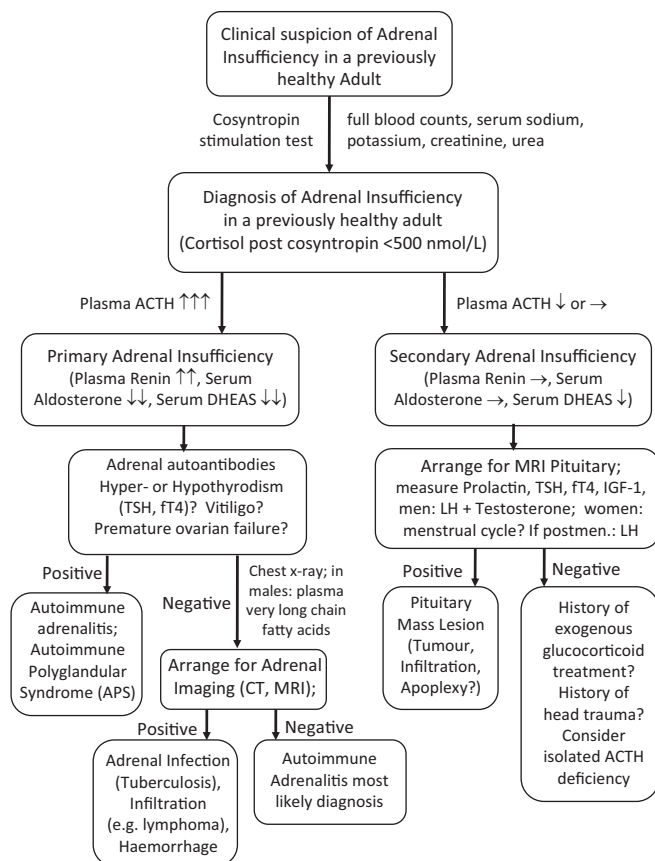 Clinical suspicion of Adrenal
Insufficiency in a previously
healthy Adult
Cosyntropin
stimulation test
full blood counts, serum sodium,
potassium, creatinine, urea
Diagnosis of Adrenal Insufficiency
in a previously healthy adult
(Cortisol post cosyntropin <500 nmol/L)
Plasma ACTH ↑↑↑
Plasma ACTH ↓ or →
Primary Adrenal Insufficiency
(Plasma Renin ↑↑, Serum
Aldosterone ↓↓, Serum DHEAS ↓↓)
Secondary Adrenal Insufficiency
(Plasma Renin →, Serum
Aldosterone →, Serum DHEAS ↓)
Adrenal autoantibodies
Hyper- or Hypothyrodism
(TSH, fT4)? Vitiligo?
Premature ovarian failure?
Arrange for MRI Pituitary;
measure Prolactin, TSH, fT4, IGF-1,
men: LH + Testosterone; women:
menstrual cycle? If postmen.: LH
Positive
Negative
Chest x-ray; in
males: plasma
very long chain
fatty acids
Positive
Negative
Autoimmune
adrenalitis;
Autoimmune
Polyglandular
Syndrome (APS)
Arrange for Adrenal
Imaging (CT, MRI);
Pituitary
Mass Lesion
(Tumour,
Infiltration,
Apoplexy?)
History of
exogenous
glucocorticoid
treatment?
History of
head trauma?
Consider
isolated ACTH
deficiency
Positive
Negative
Adrenal Infection
(Tuberculosis),
Infiltration
(e.g. lymphoma),
Haemorrhage
Autoimmune
Adrenalitis most
likely diagnosis